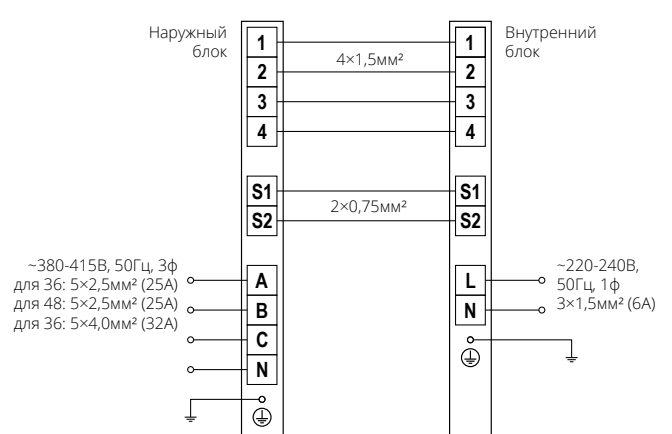 Наружный
блок
Внутренний
блок
1
1
4×1,5мм²
2
2
3
3
4
4
S1
S1
2×0,75мм²
S2
S2
~380-415В, 50Гц, 3ф
для 36: 5×2,5мм² (25А)
для 48: 5×2,5мм² (25А)
для 36: 5×4,0мм² (32А)
A
B
C
N
L
N
~220-240В,
50Гц, 1ф
3×1,5мм² (6А)